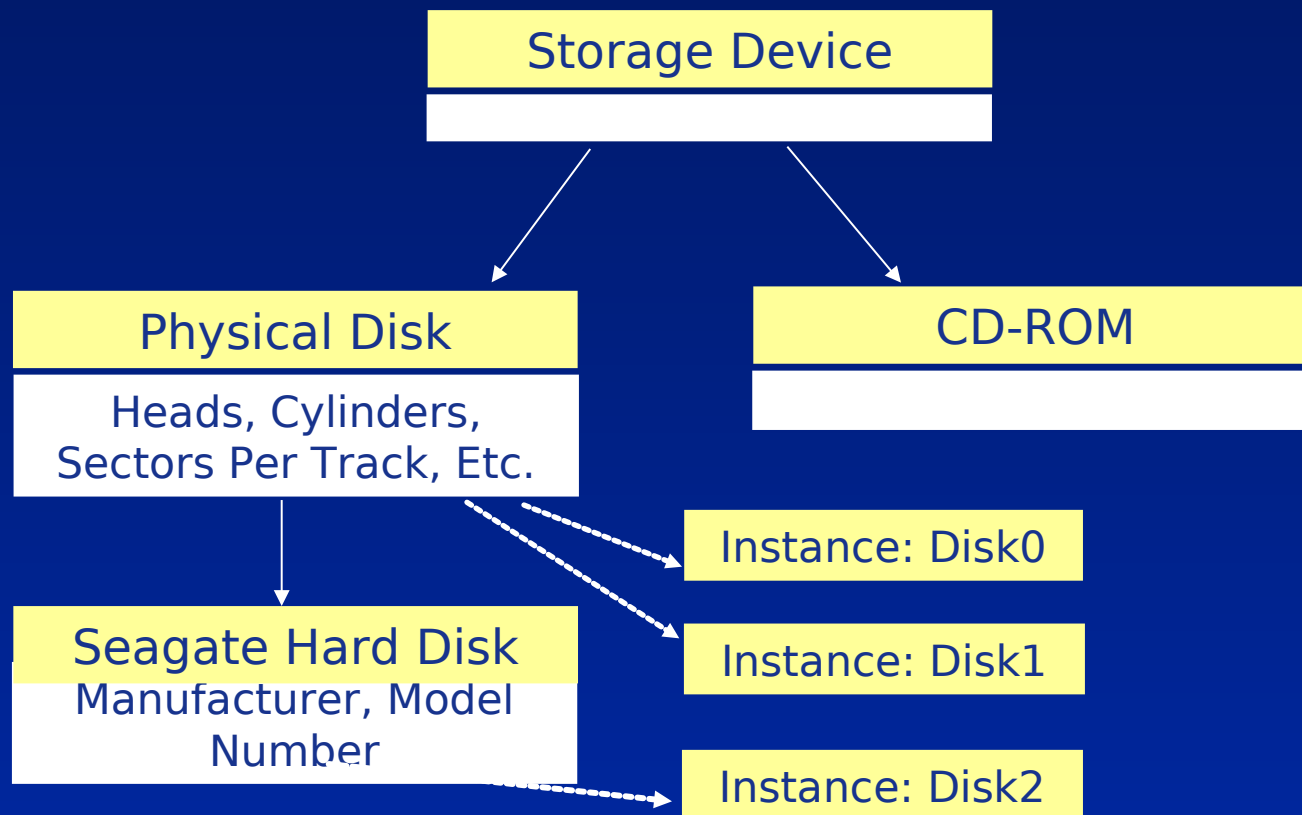 Storage Device
Physical Disk
CD-ROM
Heads, Cylinders,
Sectors Per Track, Etc.
Instance: Disk0
Seagate Hard Disk
Instance: Disk1
Manufacturer, Model
Number
Instance: Disk2